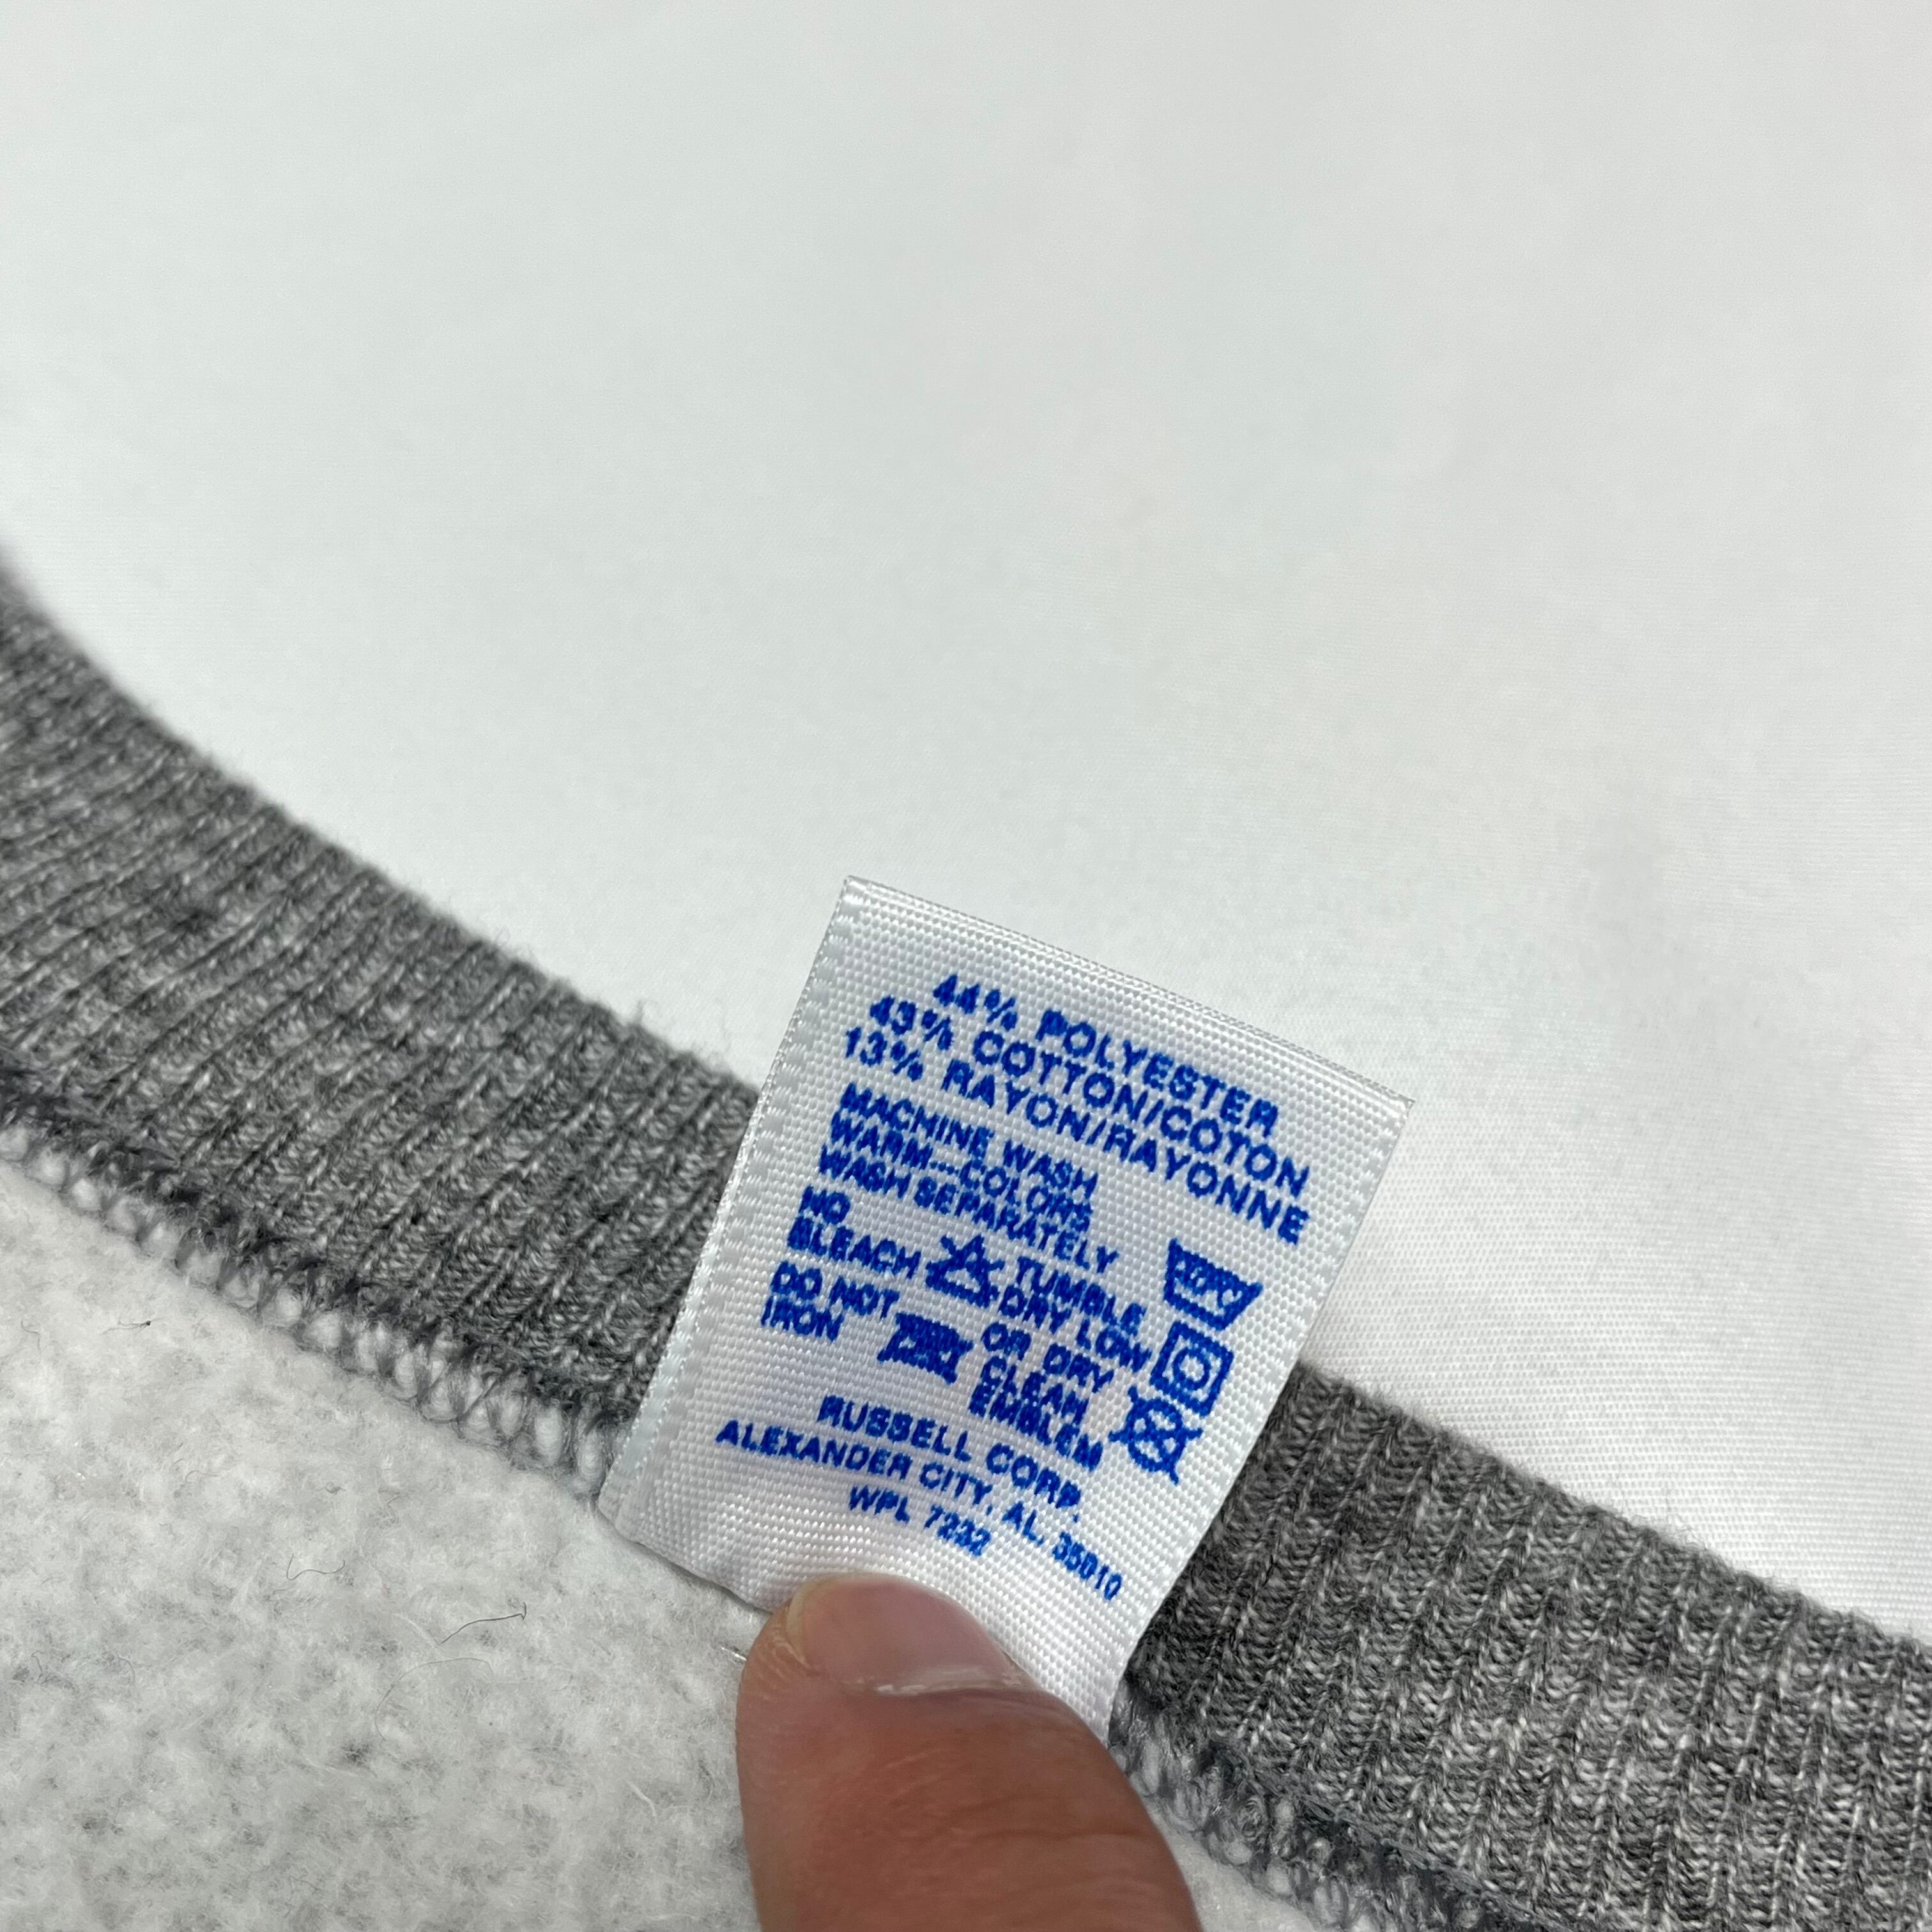 44% POLYESTER
43% COTTON/COTON
13% RAYON/RAYONNE
MACHINE WASH
WARM---COLORS
WASH SEPARATELY
NO
BLEACH
DO NOT
IRON
TUMBLE
DRY LOW
OR DRY
CLEAN
EMBLEM
RUSSELL CORP.
ALEXANDER CITY, AL. 35010
WPL 7232